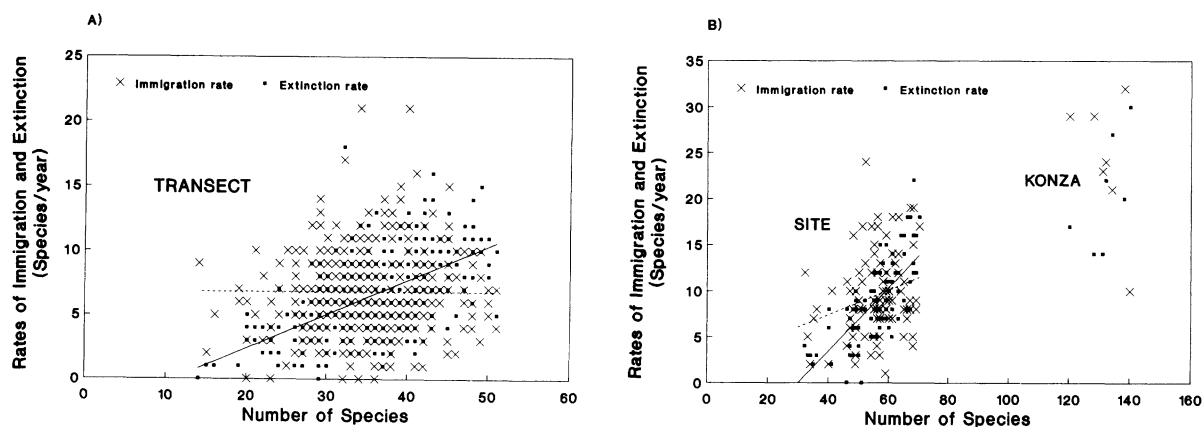 A)
Rates of Immigration and Extinction
(Species/year)
25
20
15
10
5
0
× Immigration rate ▪ Extinction rate
TRANSECT
0 10 20 30 40 50 60
Number of Species
B)
Rates of Immigration and Extinction
(Species/year)
35
30
25
20
15
10
5
0
× Immigration rate ▪ Extinction rate
KONZA
SITE
0 20 40 60 80 100 120 140 160
Number of Species